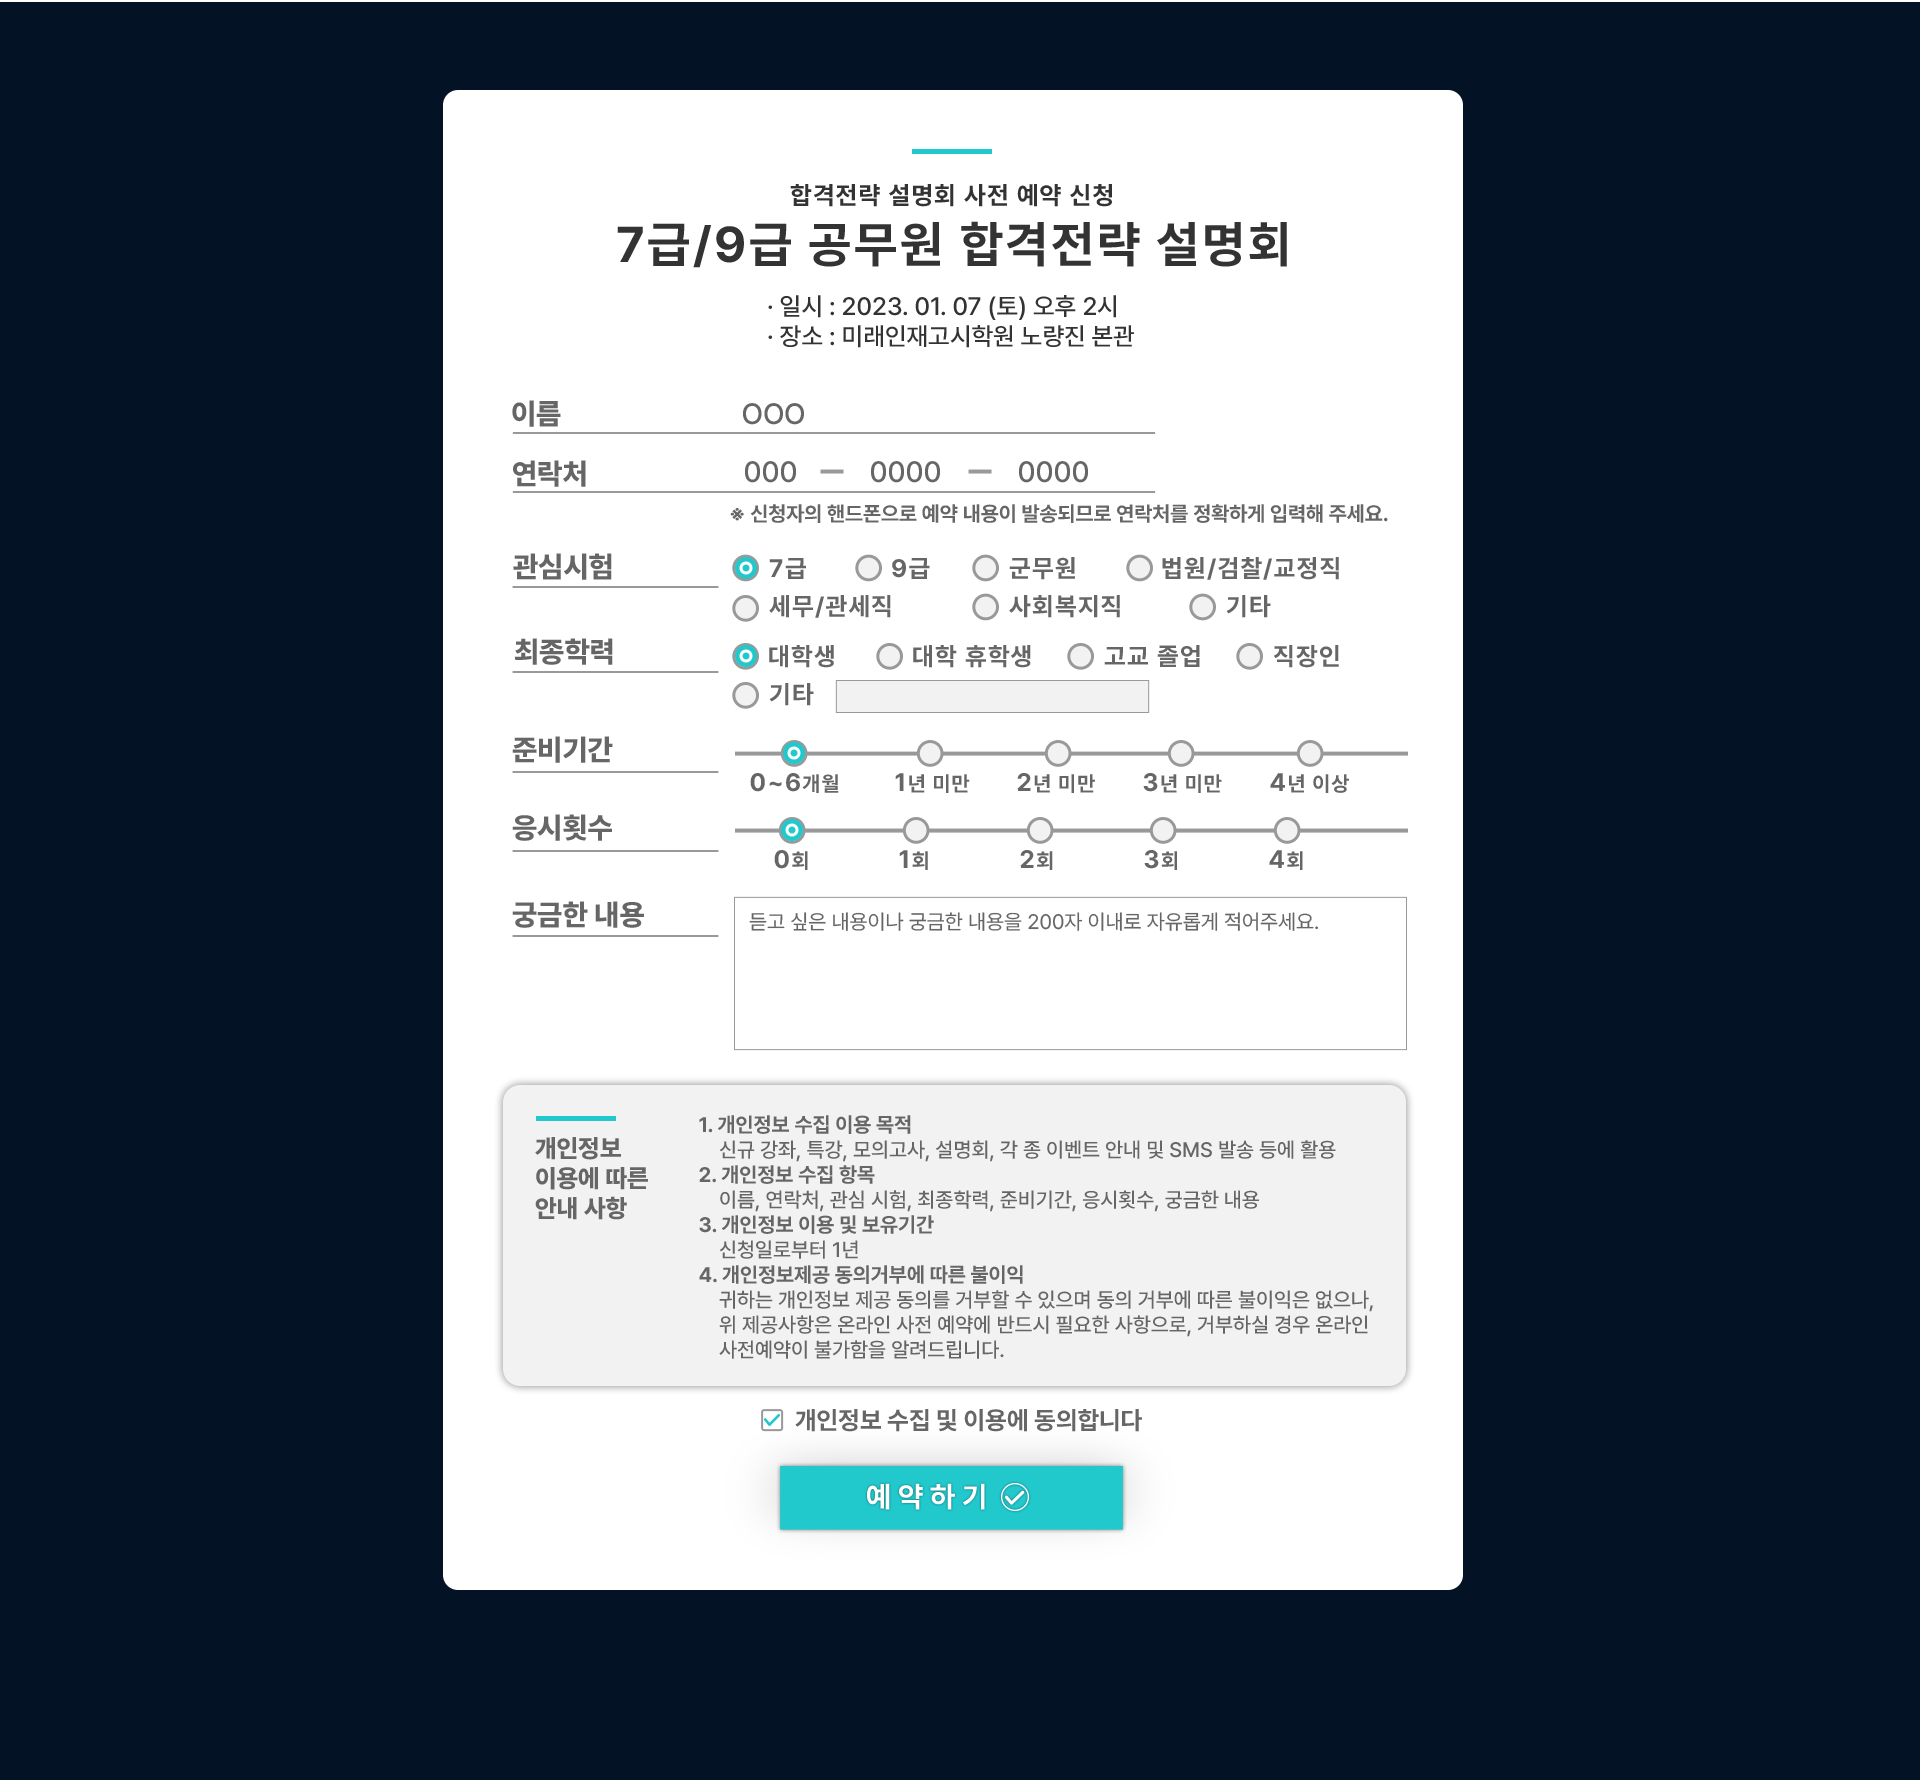 합격전략 설명회 사전 예약 신청
7급/9급 공무원 합격전략 설명회
· 일시 : 2023. 01. 07 (토) 오후 2시
· 장소 : 미래인재고시학원 노량진 본관
이름 OOO
연락처 000 — 0000 — 0000
※ 신청자의 핸드폰으로 예약 내용이 발송되므로 연락처를 정확하게 입력해 주세요.
관심시험 7급 9급 군무원 법원/검찰/교정직
세무/관세직 사회복지직 기타
최종학력 대학생 대학 휴학생 고교 졸업 직장인
기타
준비기간
0~6개월 1년 미만 2년 미만 3년 미만 4년 이상
응시횟수
0회 1회 2회 3회 4회
궁금한 내용
듣고 싶은 내용이나 궁금한 내용을 200자 이내로 자유롭게 적어주세요.
개인정보
이용에 따른
안내 사항
1. 개인정보 수집 이용 목적
신규 강좌, 특강, 모의고사, 설명회, 각 종 이벤트 안내 및 SMS 발송 등에 활용
2. 개인정보 수집 항목
이름, 연락처, 관심 시험, 최종학력, 준비기간, 응시횟수, 궁금한 내용
3. 개인정보 이용 및 보유기간
신청일로부터 1년
4. 개인정보제공 동의거부에 따른 불이익
귀하는 개인정보 제공 동의를 거부할 수 있으며 동의 거부에 따른 불이익은 없으나,
위 제공사항은 온라인 사전 예약에 반드시 필요한 사항으로, 거부하실 경우 온라인
사전예약이 불가함을 알려드립니다.
개인정보 수집 및 이용에 동의합니다
예약하기